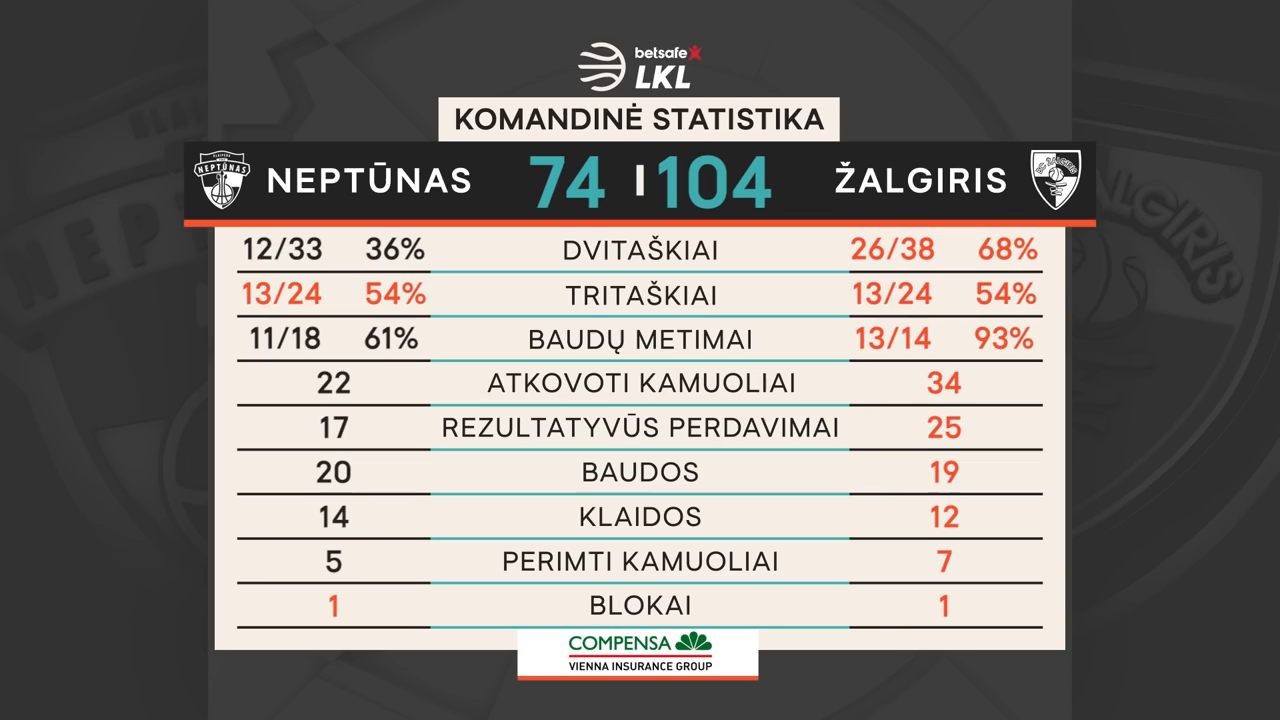 betsafe
LKL
KOMANDINĖ STATISTIKA
NEPTŪNAS 74 I 104 ŽALGIRIS
12/33 36% DVITAŠKIAI 26/38 68%
13/24 54% TRITAŠKIAI 13/24 54%
11/18 61% BAUDŲ METIMAI 13/14 93%
22 ATKOVOTI KAMUOLIAI 34
17 REZULTATYVŪS PERDAVIMAI 25
20 BAUDOS 19
14 KLAIDOS 12
5 PERIMTI KAMUOLIAI 7
1 BLOKAI 1
COMPENSA
VIENNA INSURANCE GROUP